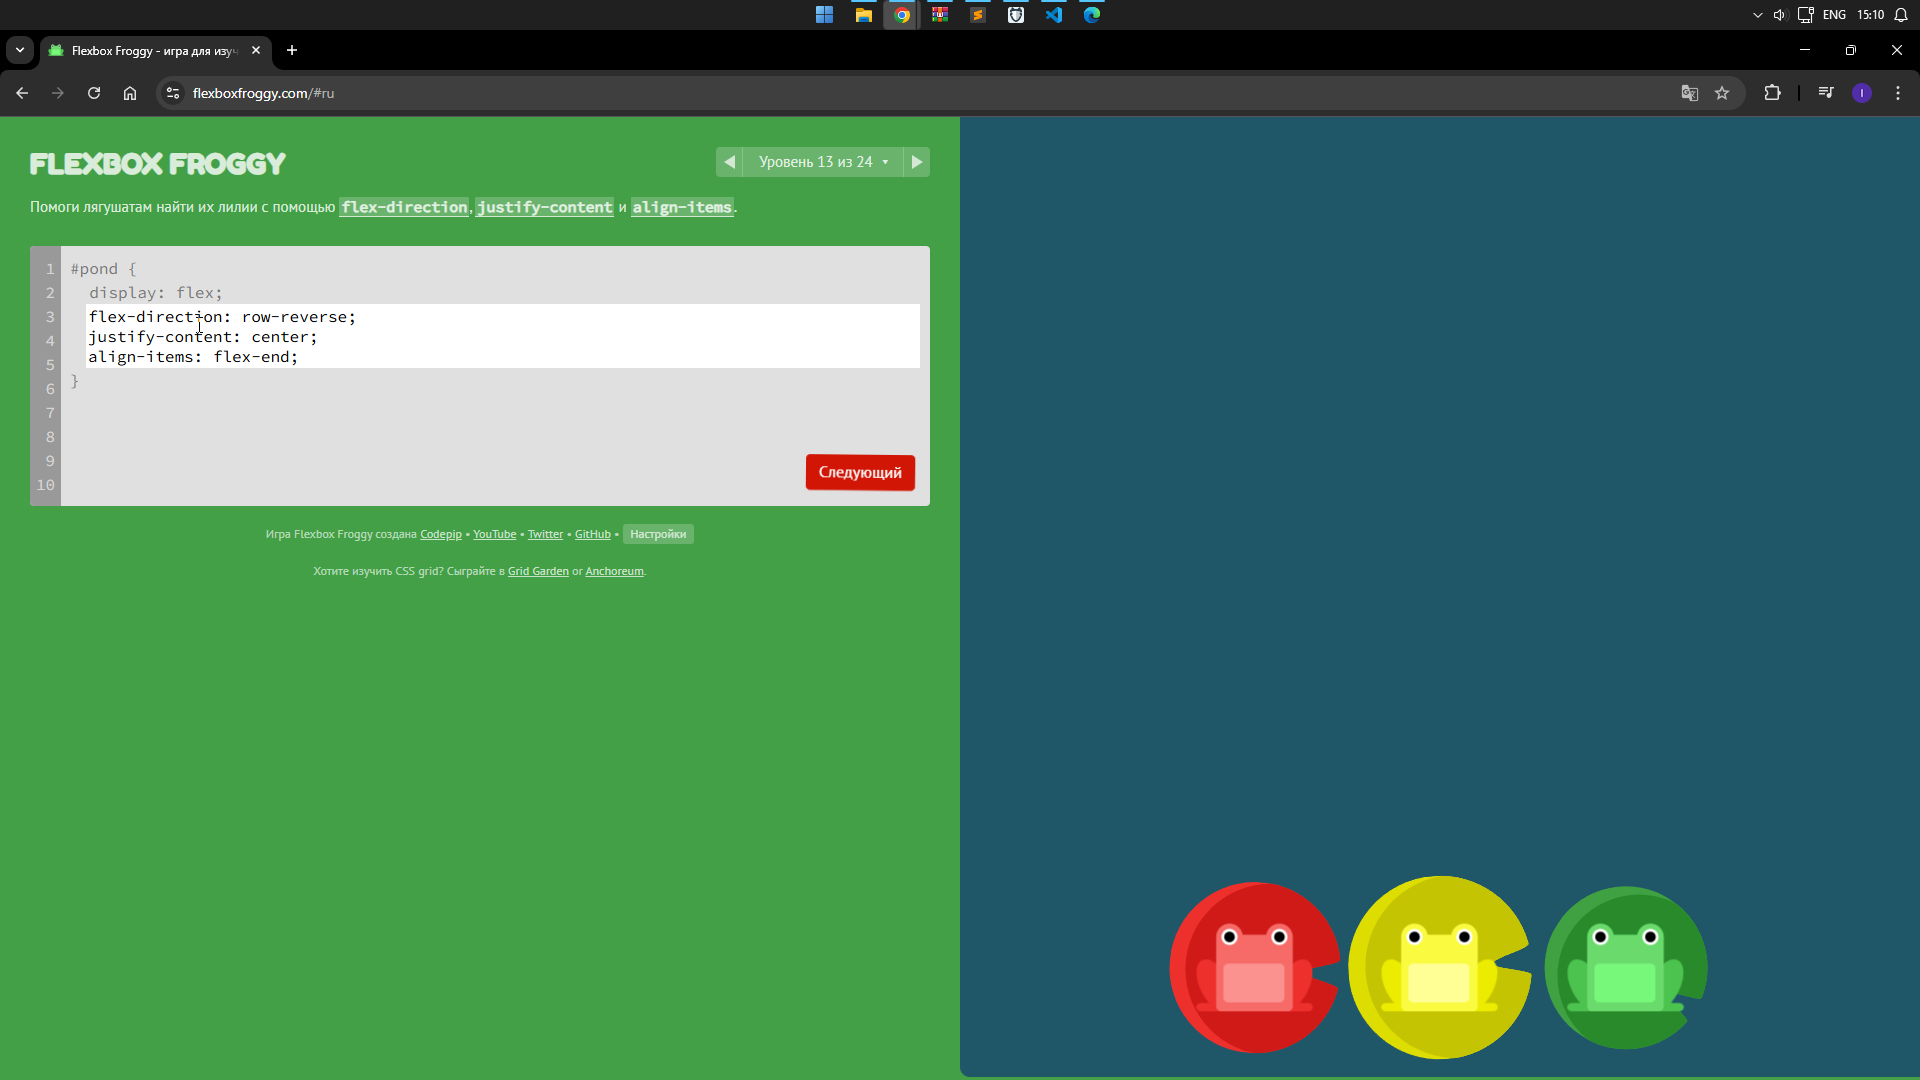 ENG 15:10
Flexbox Froggy - игра для изуч
flexboxfroggy.com/#ru
I
FLEXBOX FROGGY
Уровень 13 из 24
Помоги лягушатам найти их лилии с помощью flex-direction, justify-content и align-items.
1 #pond {
2 display: flex;
3 flex-direction: row-reverse;
4 justify-content: center;
5 align-items: flex-end;
6 }
7
8
9
10
Следующий
Игра Flexbox Froggy создана Codepip • YouTube • Twitter • GitHub • Настройки
Хотите изучить CSS grid? Сыграйте в Grid Garden or Anchoreum.